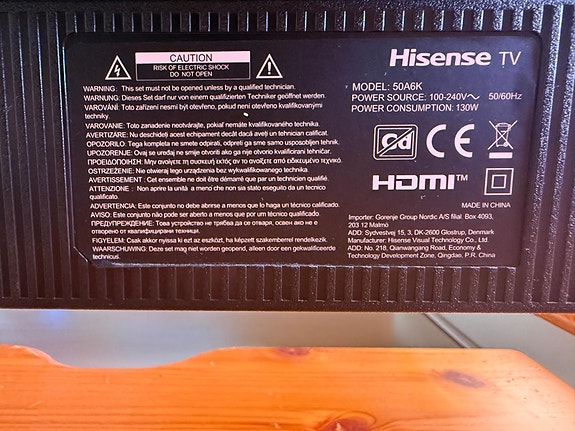 CAUTION
RISK OF ELECTRIC SHOCK
DO NOT OPEN
WARNING: This set must not be opened unless by a qualified technician.
WARNUNG: Dieses Set darf nur von einem qualifizierten Techniker geöffnet werden.
VAROVÁNÍ: Toto zařízení nesmí být otevřeno, pokud není otevřeno kvalifikovanými
techniky.
VAROVANIE: Toto zariadenie neotvárajte, pokiaľ nemáte kvalifikovaného technika.
AVERTIZARE: Nu deschideți acest echipament decât dacă aveți un tehnician calificat.
OPOZORILO: Tega kompleta ne smete odpirati, odpreti ga sme samo usposobljen tehnik.
UPOZORENJE: Ovaj se uređaj ne smije otvarati ako ga nije otvorio kvalificirani tehničar.
ΠΡΟΕΙΔΟΠΟΙΗΣΗ: Μην ανοίγετε τη συσκευή εκτός αν το ανοίξετε από ειδικευμένο τεχνικό.
OSTRZEŻENIE: Nie otwieraj tego urządzenia bez wykwalifikowanego technika.
AVERTISSEMENT: Cet ensemble ne doit être démarré que par un technicien qualifié.
ATTENZIONE : Non aprire la unità a meno che non sia stato eseguito da un tecnico
qualificato.
ADVERTENCIA: Este conjunto no debe abrirse a menos que lo haga un técnico calificado.
AVISO: Este conjunto não pode ser aberto a menos que por um técnico qualificado
ПРЕДУПРЕЖДЕНИЕ: Това устройство не трябва да се отваря, освен ако не е
отворено от квалифицирани техници.
FIGYELEM: Csak akkor nyissa ki ezt az eszközt, ha képzett szakemberrel rendelkezik.
WAARSCHUWING: Deze set mag niet worden geopend, alleen door een gekwalificeerde
technicus.
Hisense TV
MODEL: 50A6K
POWER SOURCE: 100-240V~ 50/60Hz
POWER CONSUMPTION: 130W
Cd
CE
HDMI™
MADE IN CHINA
Importer: Gorenje Group Nordic A/S filial. Box 4093,
203 12 Malmö
ADD: Sydvestvej 15, 3, DK-2600 Glostrup, Denmark
Manufacturer: Hisense Visual Technology Co., Ltd.
ADD: No. 218, Qianwangang Road, Economy &
Technology Development Zone, Qingdao, P.R. China